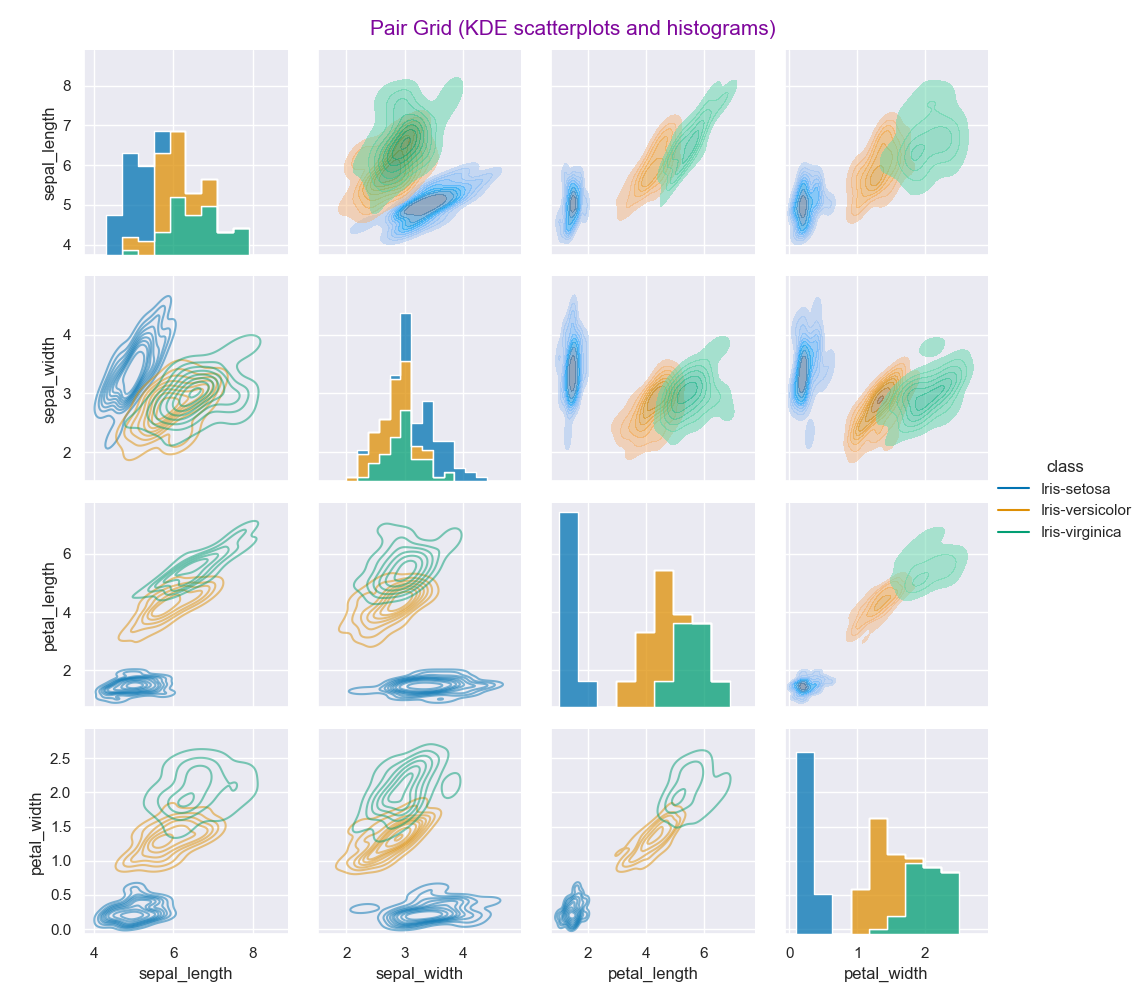 Pair Grid (KDE scatterplots and histograms)
sepal_length
8
7
6
5
4
sepal_width
4
3
2
petal_length
6
4
2
petal_width
2.5
2.0
1.5
1.0
0.5
0.0
4 6 8
2 3 4
2 4 6
0 1 2
sepal_length
sepal_width
petal_length
petal_width
class
Iris-setosa
Iris-versicolor
Iris-virginica